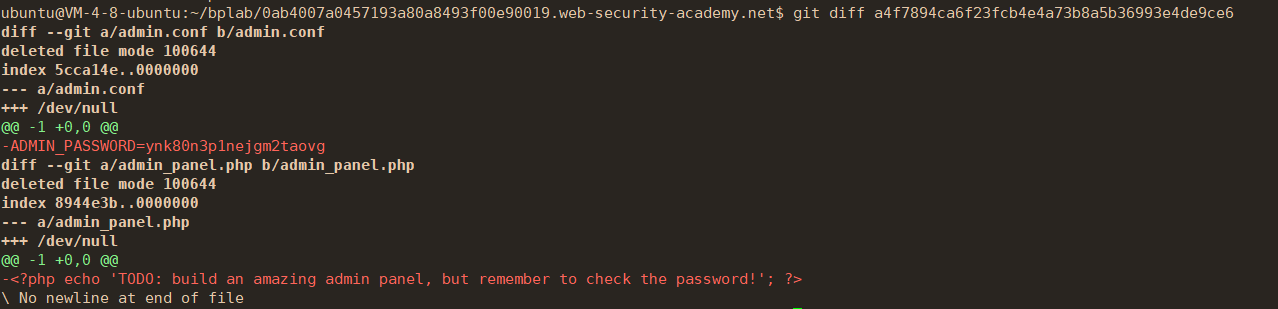 ubuntu@VM-4-8-ubuntu:~/bplab/0ab4007a0457193a80a8493f00e90019.web-security-academy.net$ git diff a4f7894ca6f23fcb4e4a73b8a5b36993e4de9ce6
diff --git a/admin.conf b/admin.conf
deleted file mode 100644
index 5cca14e..0000000
--- a/admin.conf
+++ /dev/null
@@ -1 +0,0 @@
-ADMIN_PASSWORD=ynk80n3p1nejgm2taovg
diff --git a/admin_panel.php b/admin_panel.php
deleted file mode 100644
index 8944e3b..0000000
--- a/admin_panel.php
+++ /dev/null
@@ -1 +0,0 @@
-<?php echo 'TODO: build an amazing admin panel, but remember to check the password!'; ?>
\ No newline at end of file